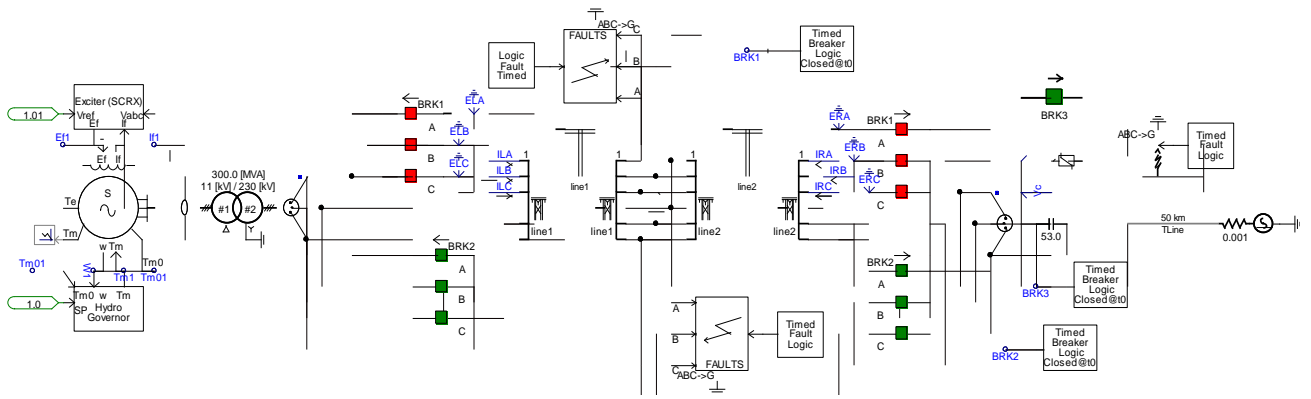 ABC->G
FAULTS
C
B
A
Logic
Fault
Timed
BRK1
Timed
Breaker
Logic
Closed@t0
Exciter (SCRX)
Vref
Vabc
Ef
If
1.01
Ef1
If1
Ef
If
S
Te
Tm
300.0 [MVA]
11 [kV] / 230 [kV]
#1
#2
w
Tm
Tm0
Tm01
W1
Tm1
Tm01
Tm0
w
Tm
SP
Hydro
Governor
1.0
BRK1
A
B
C
ELA
ELB
ELC
ILA
ILB
ILC
1
line1
line1
BRK2
A
B
C
1
line1
1
line2
line2
1
line2
A
B
C
FAULTS
ABC->G
Timed
Fault
Logic
ERA
ERB
ERC
IRA
IRB
IRC
BRK1
A
B
C
BRK2
A
B
C
BRK3
Vc
53.0
BRK3
Timed
Breaker
Logic
Closed@t0
BRK2
Timed
Breaker
Logic
Closed@t0
ABC->G
Timed
Fault
Logic
50 km
TLine
0.001